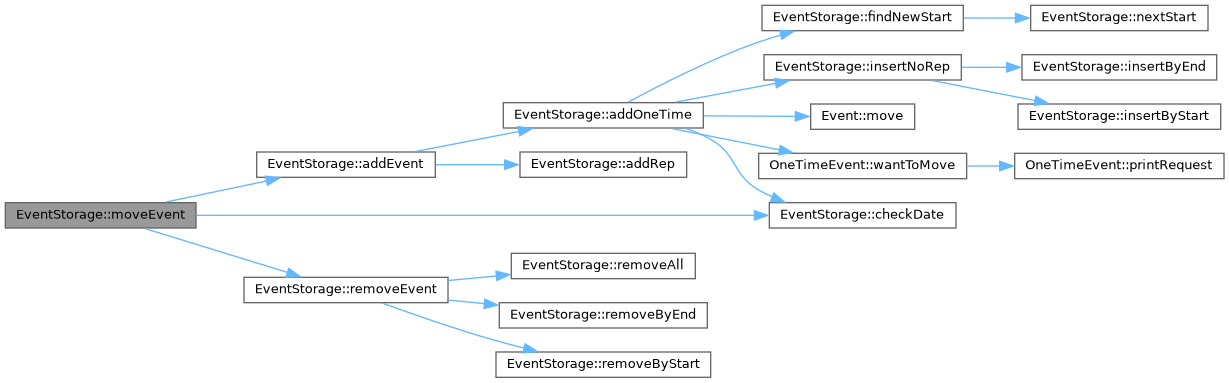 EventStorage::findNewStart
EventStorage::nextStart
EventStorage::insertNoRep
EventStorage::insertByEnd
EventStorage::addOneTime
Event::move
EventStorage::insertByStart
EventStorage::addEvent
EventStorage::addRep
OneTimeEvent::wantToMove
OneTimeEvent::printRequest
EventStorage::moveEvent
EventStorage::checkDate
EventStorage::removeAll
EventStorage::removeEvent
EventStorage::removeByEnd
EventStorage::removeByStart